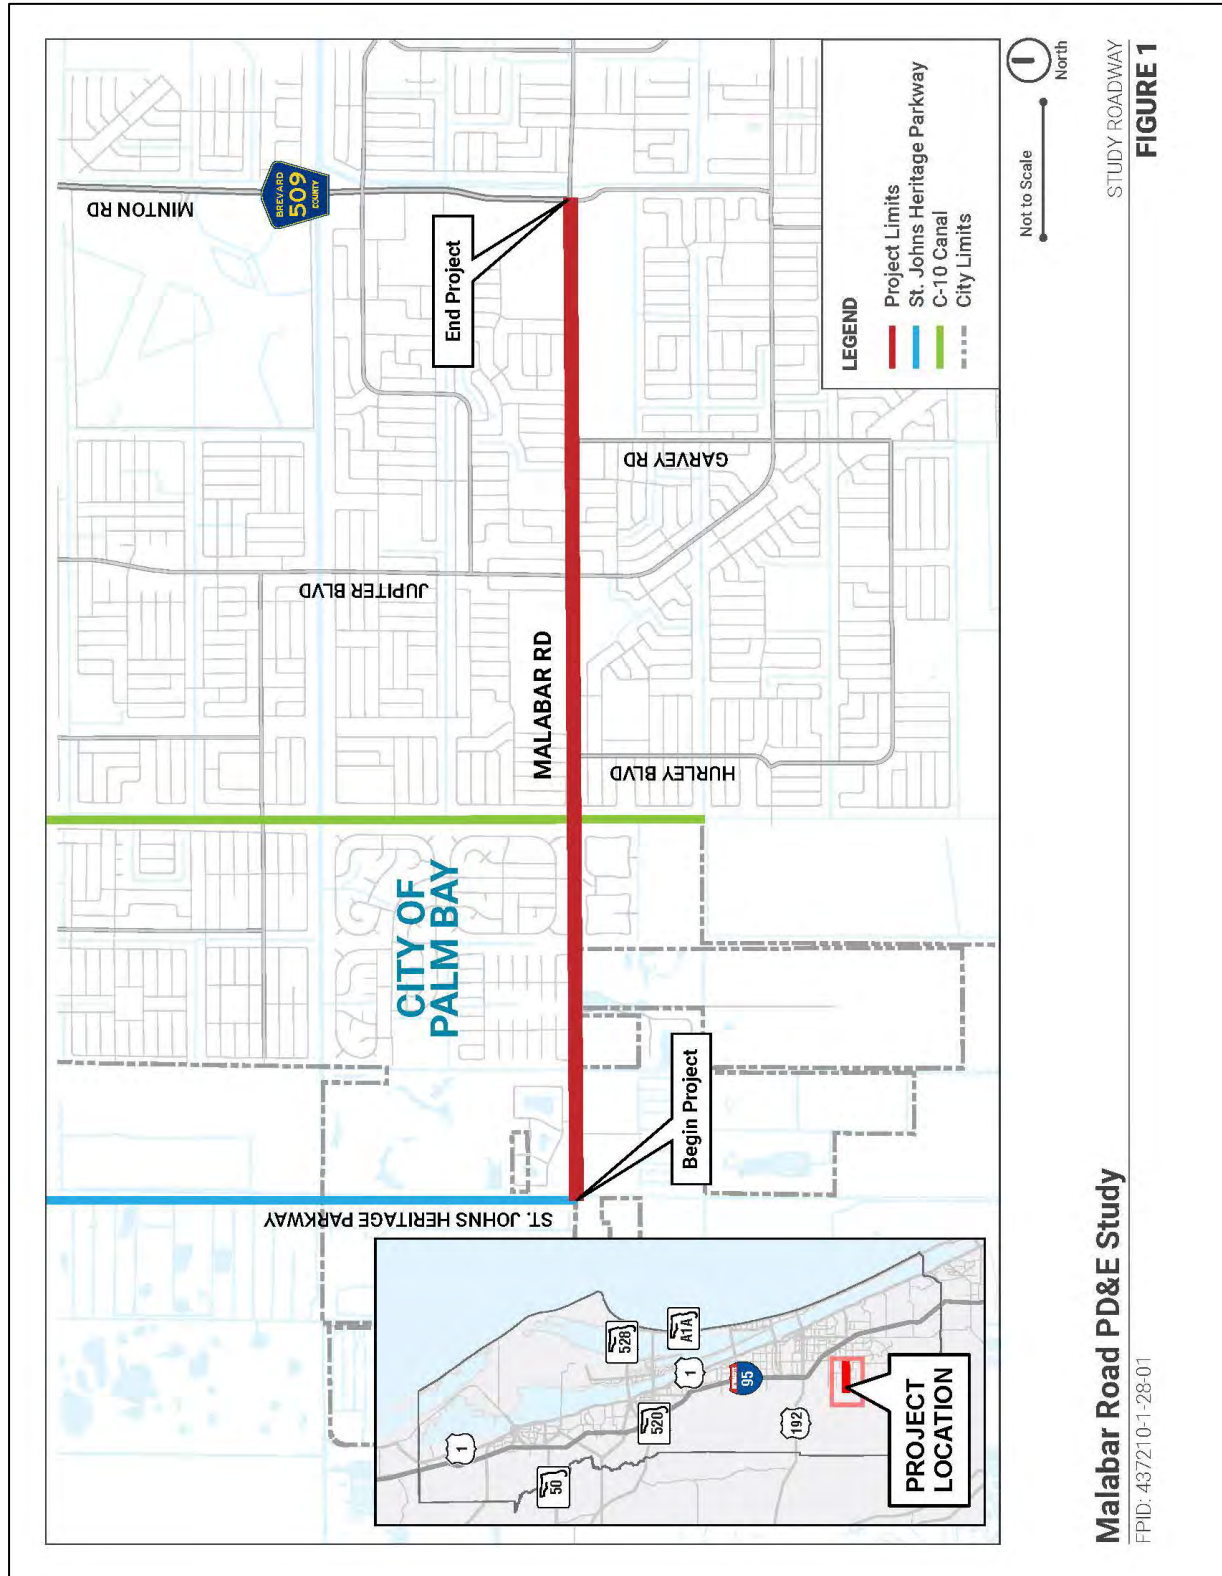 MINTON RD
BREVARD
509
COUNTY
End Project
JUPITER BLVD
MALABAR RD
GARVEY RD
HURLEY BLVD
CITY OF
PALM BAY
Begin Project
ST. JOHNS HERITAGE PARKWAY
LEGEND
Project Limits
St. Johns Heritage Parkway
C-10 Canal
City Limits
1
50
528
A1A
520
1
95
192
PROJECT
LOCATION
North
Not to Scale
Malabar Road PD&E Study
FPID: 437210-1-28-01
STUDY ROADWAY
FIGURE 1